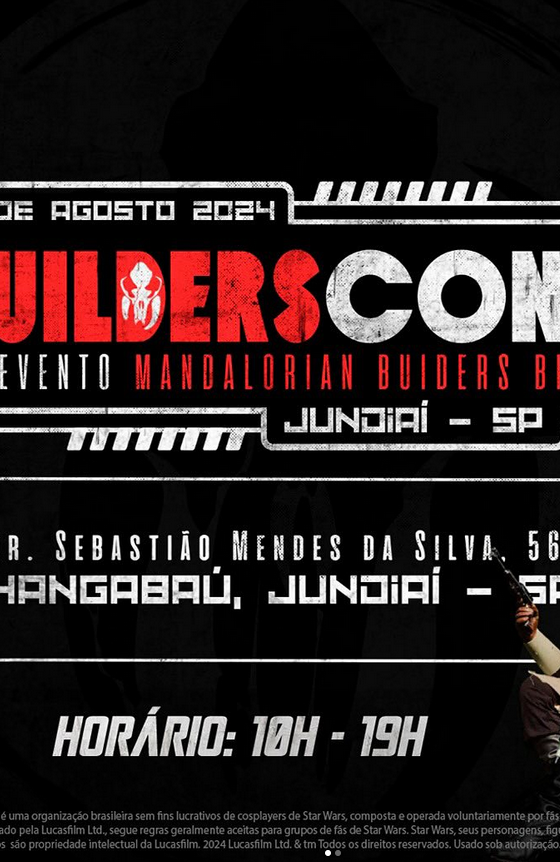 DE AGOSTO 2024
UILDERSCON
EVENTO MANDALORIAN BUIDERS B
JUNDIAÍ - SP
R. SEBASTIÃO MENDES DA SILVA, 56
HANGABAÚ, JUNDIAÍ - SP
HORÁRIO: 10H - 19H
é uma organização brasileira sem fins lucrativos de cosplayers de Star Wars, composta e operada voluntariamente por fã
ado pela Lucasfilm Ltd., segue regras geralmente aceitas para grupos de fãs de Star Wars. Star Wars, seus personagens, fig
os são propriedade intelectual da Lucasfilm. 2024 Lucasfilm Ltd. & tm Todos os direitos reservados. Usado sob autorização